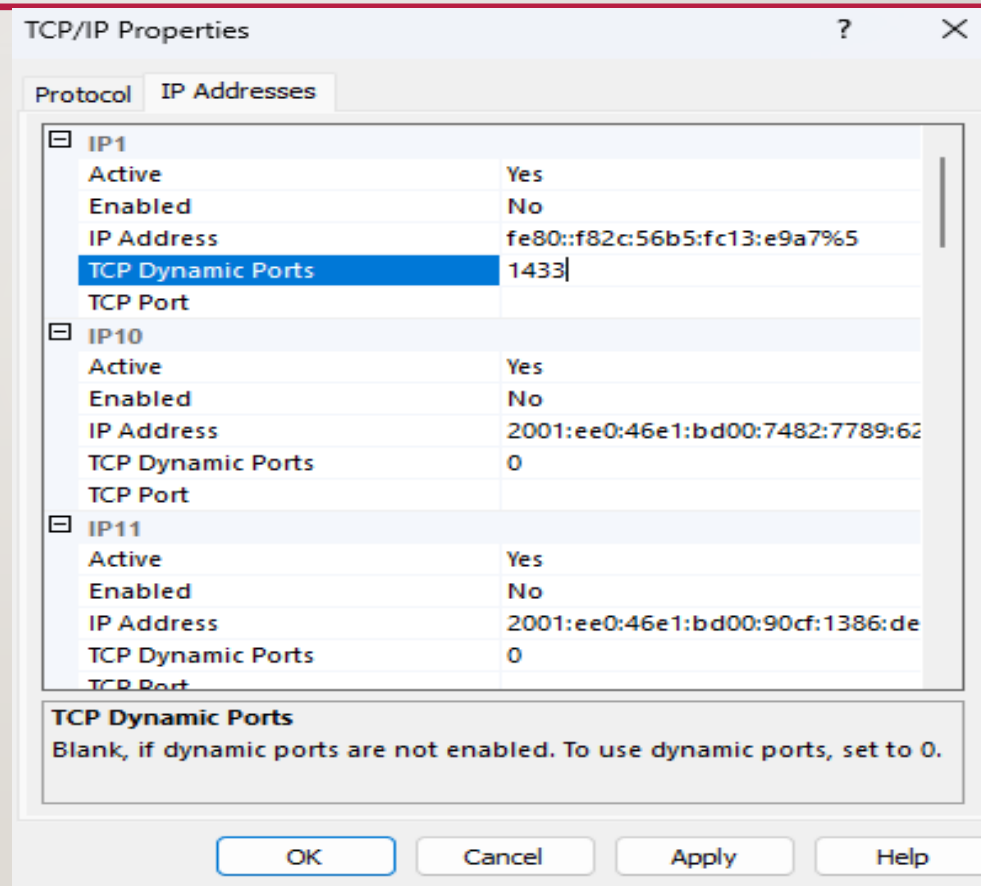 TCP/IP Properties ? ×
Protocol IP Addresses
IP1
Active Yes
Enabled No
IP Address fe80::f82c:56b5:fc13:e9a7%5
TCP Dynamic Ports 1433
TCP Port
IP10
Active Yes
Enabled No
IP Address 2001:ee0:46e1:bd00:7482:7789:62
TCP Dynamic Ports 0
TCP Port
IP11
Active Yes
Enabled No
IP Address 2001:ee0:46e1:bd00:90cf:1386:de
TCP Dynamic Ports 0
TCP Port
TCP Dynamic Ports
Blank, if dynamic ports are not enabled. To use dynamic ports, set to 0.
OK Cancel Apply Help